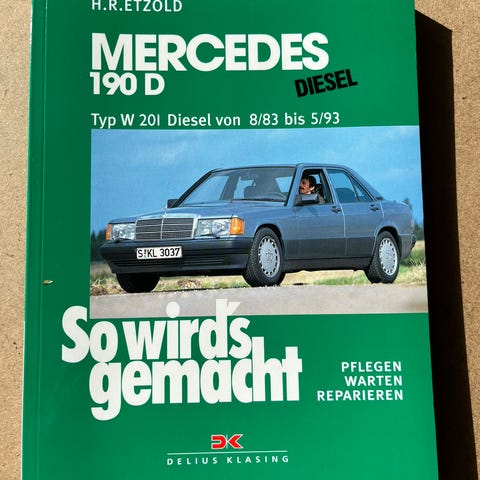 H.R.ETZOLD
MERCEDES
190 D
DIESEL
Typ W 201 Diesel von 8/83 bis 5/93
S KL 3037
So wird's
gemacht
PFLEGEN
WARTEN
REPARIEREN
DK
DELIUS KLASING